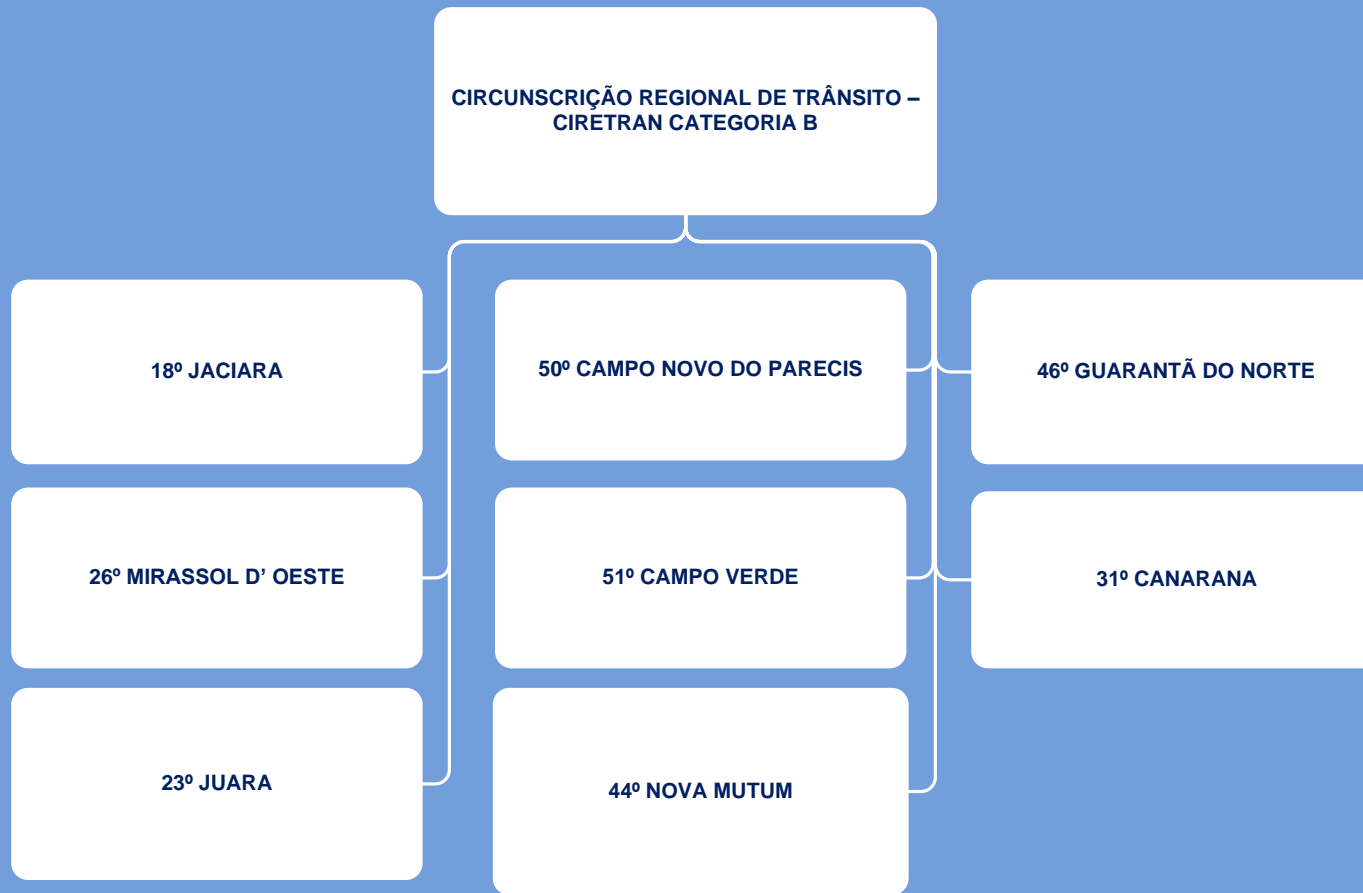 CIRCUNSCRIÇÃO REGIONAL DE TRÂNSITO –
CIRETRAN CATEGORIA B
18º JACIARA
50º CAMPO NOVO DO PARECIS
46º GUARANTÃ DO NORTE
26º MIRASSOL D’ OESTE
51º CAMPO VERDE
31º CANARANA
23º JUARA
44º NOVA MUTUM